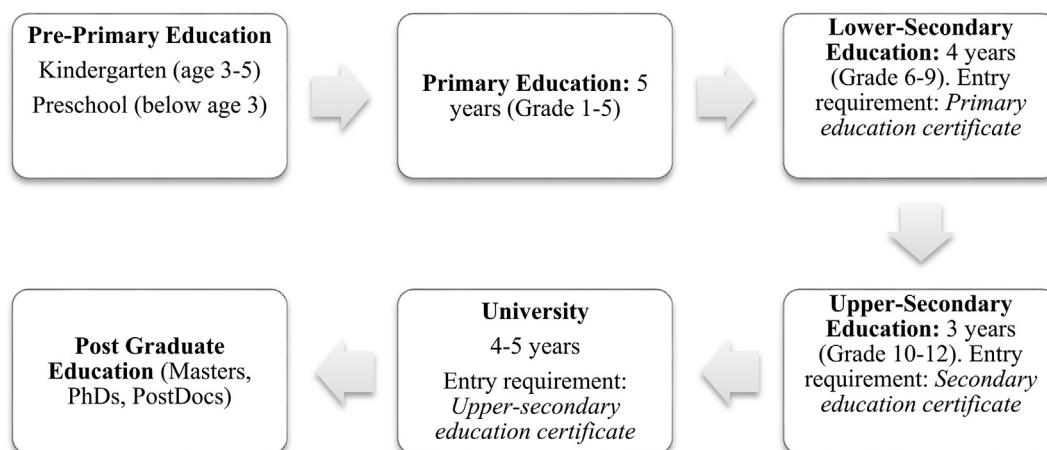 Pre-Primary Education
Kindergarten (age 3-5)
Preschool (below age 3)
Primary Education: 5
years (Grade 1-5)
Lower-Secondary
Education: 4 years
(Grade 6-9). Entry
requirement: Primary
education certificate
Upper-Secondary
Education: 3 years
(Grade 10-12). Entry
requirement: Secondary
education certificate
University
4-5 years
Entry requirement:
Upper-secondary
education certificate
Post Graduate
Education (Masters,
PhDs, PostDocs)